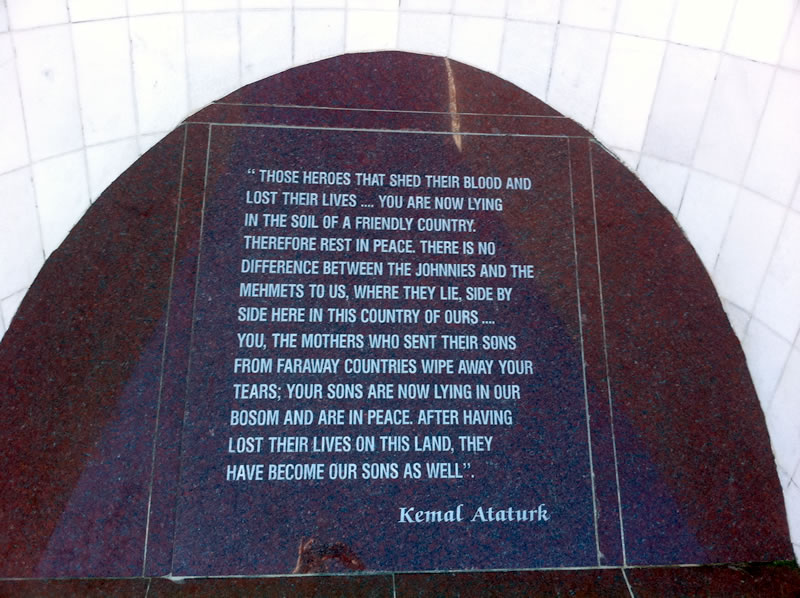 “ THOSE HEROES THAT SHED THEIR BLOOD AND
LOST THEIR LIVES .... YOU ARE NOW LYING
IN THE SOIL OF A FRIENDLY COUNTRY.
THEREFORE REST IN PEACE. THERE IS NO
DIFFERENCE BETWEEN THE JOHNNIES AND THE
MEHMETS TO US, WHERE THEY LIE, SIDE BY
SIDE HERE IN THIS COUNTRY OF OURS ....
YOU, THE MOTHERS WHO SENT THEIR SONS
FROM FARAWAY COUNTRIES WIPE AWAY YOUR
TEARS; YOUR SONS ARE NOW LYING IN OUR
BOSOM AND ARE IN PEACE. AFTER HAVING
LOST THEIR LIVES ON THIS LAND, THEY
HAVE BECOME OUR SONS AS WELL”.
Kemal Ataturk